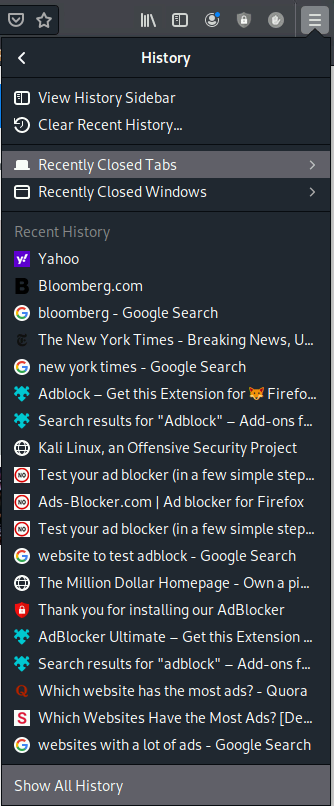 History
View History Sidebar
Clear Recent History...
Recently Closed Tabs
Recently Closed Windows
Recent History
Yahoo
Bloomberg.com
bloomberg - Google Search
The New York Times - Breaking News, U...
new york times - Google Search
Adblock – Get this Extension for 🦊 Firefo...
Search results for "Adblock" – Add-ons f...
Kali Linux, an Offensive Security Project
Test your ad blocker (in a few simple step...
Ads-Blocker.com | Ad blocker for Firefox
Test your ad blocker (in a few simple step...
website to test adblock - Google Search
The Million Dollar Homepage - Own a pi...
Thank you for installing our AdBlocker
AdBlocker Ultimate – Get this Extension ...
Search results for "adblock" – Add-ons f...
Which website has the most ads? - Quora
Which Websites Have the Most Ads? [De...
websites with a lot of ads - Google Search
Show All History